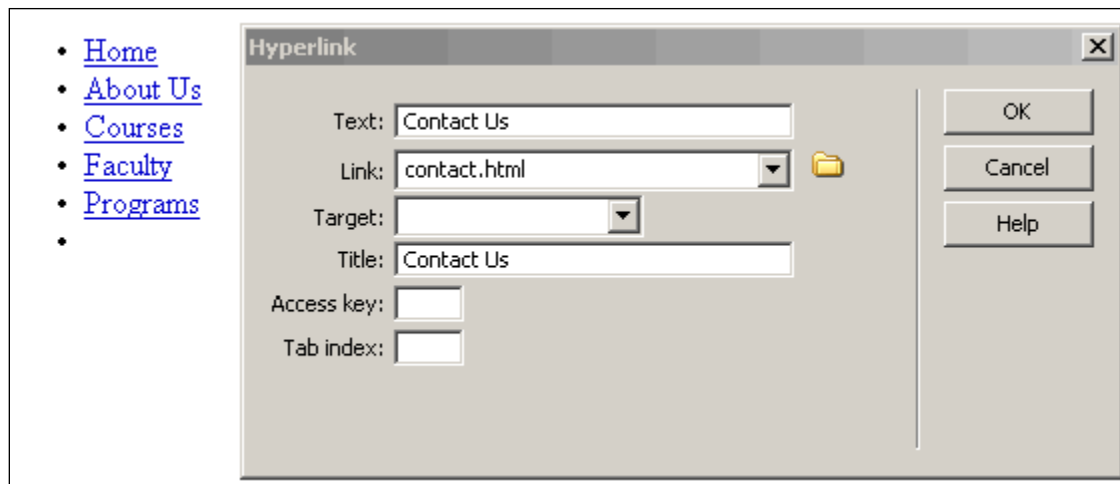 Home
About Us
Courses
Faculty
Programs
Hyperlink
Text: Contact Us
Link: contact.html
Target:
Title: Contact Us
Access key:
Tab index:
OK
Cancel
Help